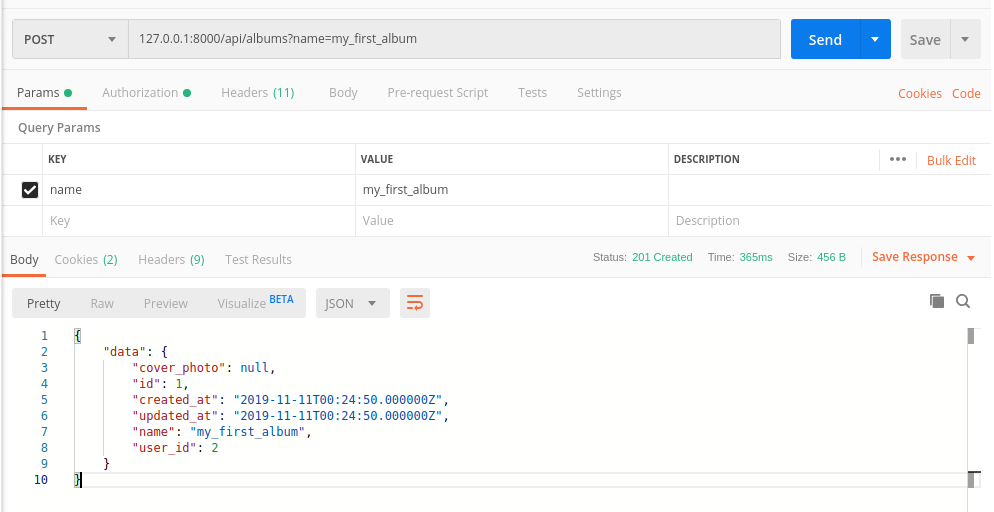 POST 127.0.0.1:8000/api/albums?name=my_first_album Send Save
Params Authorization Headers (11) Body Pre-request Script Tests Settings Cookies Code
Query Params
KEY VALUE DESCRIPTION ••• Bulk Edit
name my_first_album
Key Value Description
Body Cookies (2) Headers (9) Test Results Status: 201 Created Time: 365ms Size: 456 B Save Response
Pretty Raw Preview Visualize BETA JSON
1 {
2 "data": {
3 "cover_photo": null,
4 "id": 1,
5 "created_at": "2019-11-11T00:24:50.000000Z",
6 "updated_at": "2019-11-11T00:24:50.000000Z",
7 "name": "my_first_album",
8 "user_id": 2
9 }
10 }